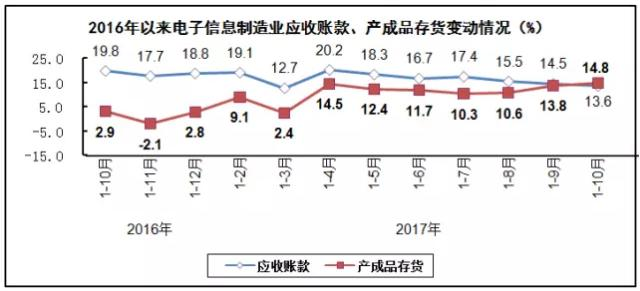 2016年以来电子信息制造业应收账款、产成品存货变动情况（%）
25.0
15.0
5.0
-5.0
-15.0
19.8 17.7 18.8 19.1 12.7 20.2 18.3 16.7 17.4 15.5 14.5 13.6
2.9 -2.1 2.8 9.1 2.4 14.5 12.4 11.7 10.3 10.6 13.8 14.8
1-10月 1-11月 1-12月 1-2月 1-3月 1-4月 1-5月 1-6月 1-7月 1-8月 1-9月 1-10月
2016年 2017年
应收账款 产成品存货